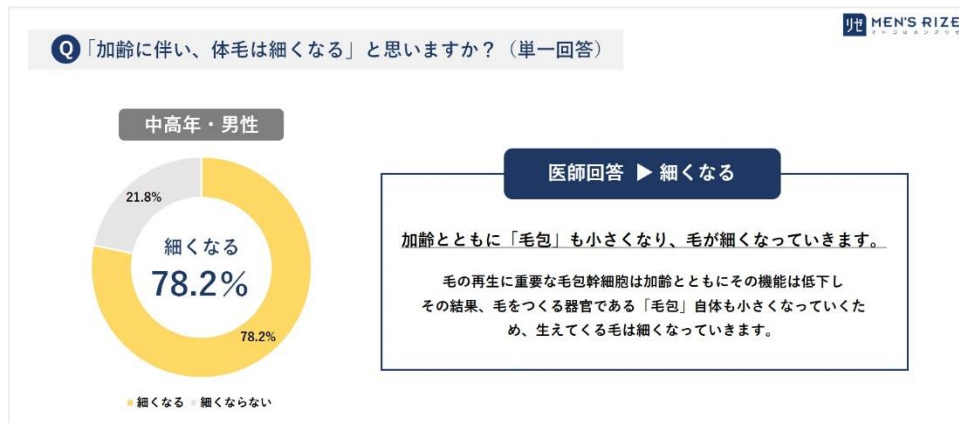 リゼ MEN'S RIZE
Q「加齢に伴い、体毛は細くなる」と思いますか？（単一回答）
中高年・男性
21.8%
細くなる
78.2%
78.2%
細くなる 細くならない
医師回答 ▶ 細くなる
加齢とともに「毛包」も小さくなり、毛が細くなっていきます。
毛の再生に重要な毛包幹細胞は加齢とともにその機能は低下し
その結果、毛をつくる器官である「毛包」自体も小さくなっていくた
め、生えてくる毛は細くなっていきます。